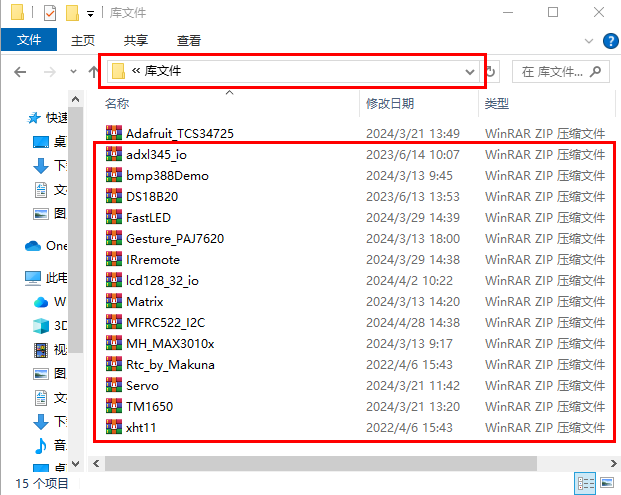 库文件
文件 主页 共享 查看
« 库文件 在 库文件...
名称 修改日期 类型
快速
Adafruit_TCS34725 2024/3/21 13:49 WinRAR ZIP 压缩文件
adxl345_io 2023/6/14 10:07 WinRAR ZIP 压缩文件
bmp388Demo 2024/3/13 9:45 WinRAR ZIP 压缩文件
DS18B20 2023/6/13 13:53 WinRAR ZIP 压缩文件
FastLED 2024/3/29 14:39 WinRAR ZIP 压缩文件
Gesture_PAJ7620 2024/3/13 18:00 WinRAR ZIP 压缩文件
One
IRremote 2024/3/29 14:38 WinRAR ZIP 压缩文件
此电
lcd128_32_io 2024/4/2 10:22 WinRAR ZIP 压缩文件
W
Matrix 2024/3/13 14:20 WinRAR ZIP 压缩文件
3D
MFRC522_I2C 2024/4/28 14:38 WinRAR ZIP 压缩文件
MH_MAX3010x 2024/3/13 9:17 WinRAR ZIP 压缩文件
Rtc_by_Makuna 2022/4/6 15:43 WinRAR ZIP 压缩文件
Servo 2024/3/21 11:42 WinRAR ZIP 压缩文件
TM1650 2024/3/21 13:20 WinRAR ZIP 压缩文件
xht11 2022/4/6 15:43 WinRAR ZIP 压缩文件
15 个项目